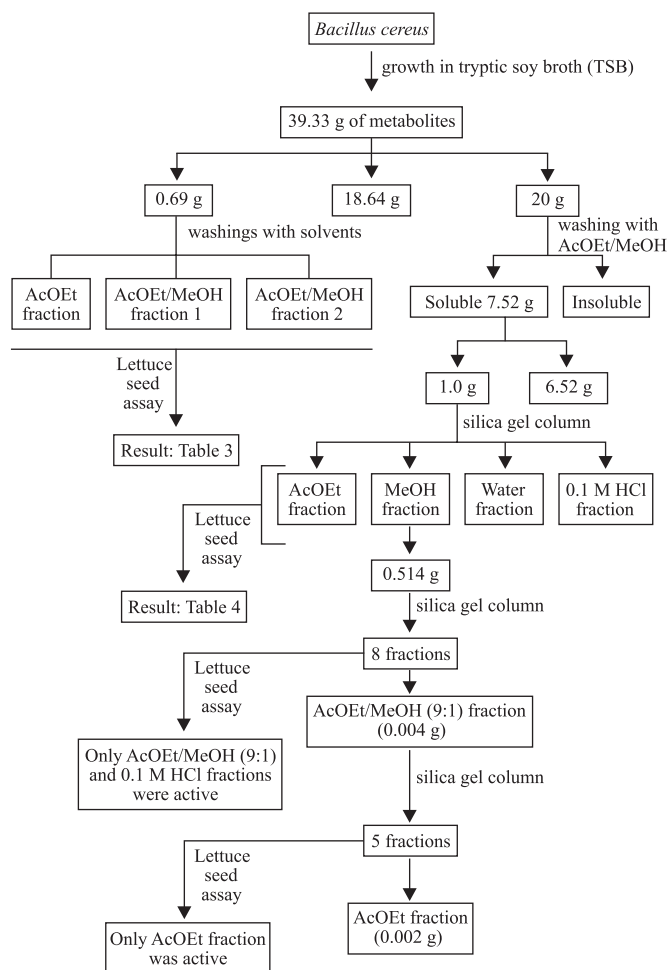 Bacillus cereus
growth in tryptic soy broth (TSB)
39.33 g of metabolites
0.69 g
18.64 g
20 g
washings with solvents
washing with
AcOEt/MeOH
AcOEt
fraction
AcOEt/MeOH
fraction 1
AcOEt/MeOH
fraction 2
Soluble 7.52 g
Insoluble
Lettuce
seed
assay
1.0 g
6.52 g
silica gel column
Result: Table 3
AcOEt
fraction
MeOH
fraction
Water
fraction
0.1 M HCl
fraction
Lettuce
seed
assay
0.514 g
Result: Table 4
silica gel column
8 fractions
Lettuce
seed
assay
AcOEt/MeOH (9:1) fraction
(0.004 g)
Only AcOEt/MeOH (9:1)
and 0.1 M HCl fractions
were active
silica gel column
5 fractions
Lettuce
seed
assay
AcOEt fraction
(0.002 g)
Only AcOEt fraction
was active